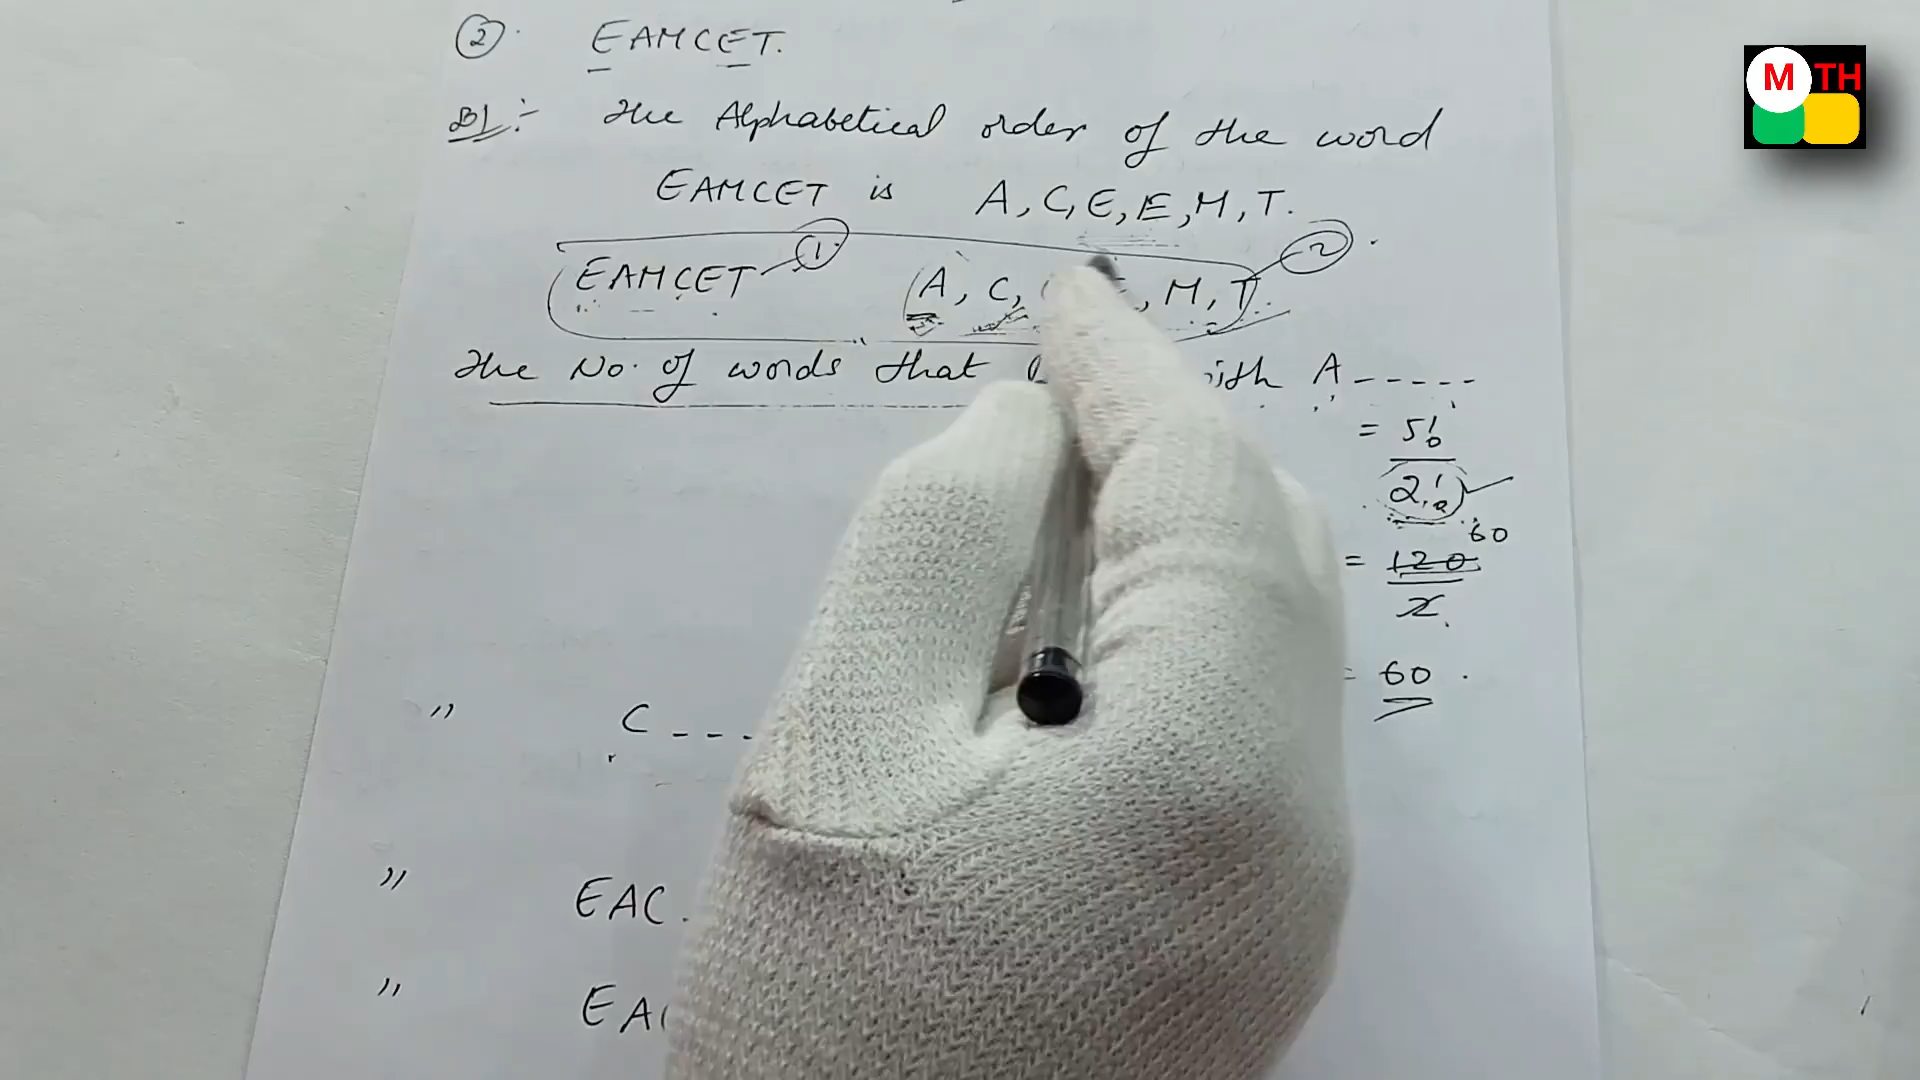 M TH
② . EAMCET.
Sol :- The Alphabetical order of the word
EAMCET is A, C, E, E, M, T.
EAMCET ① A, C, E, M, T. ②
The No. of words that with A - - - - -
= 5!
2!
= 120 60
2
= 60 .
" C - - -
" EAC.
" EA